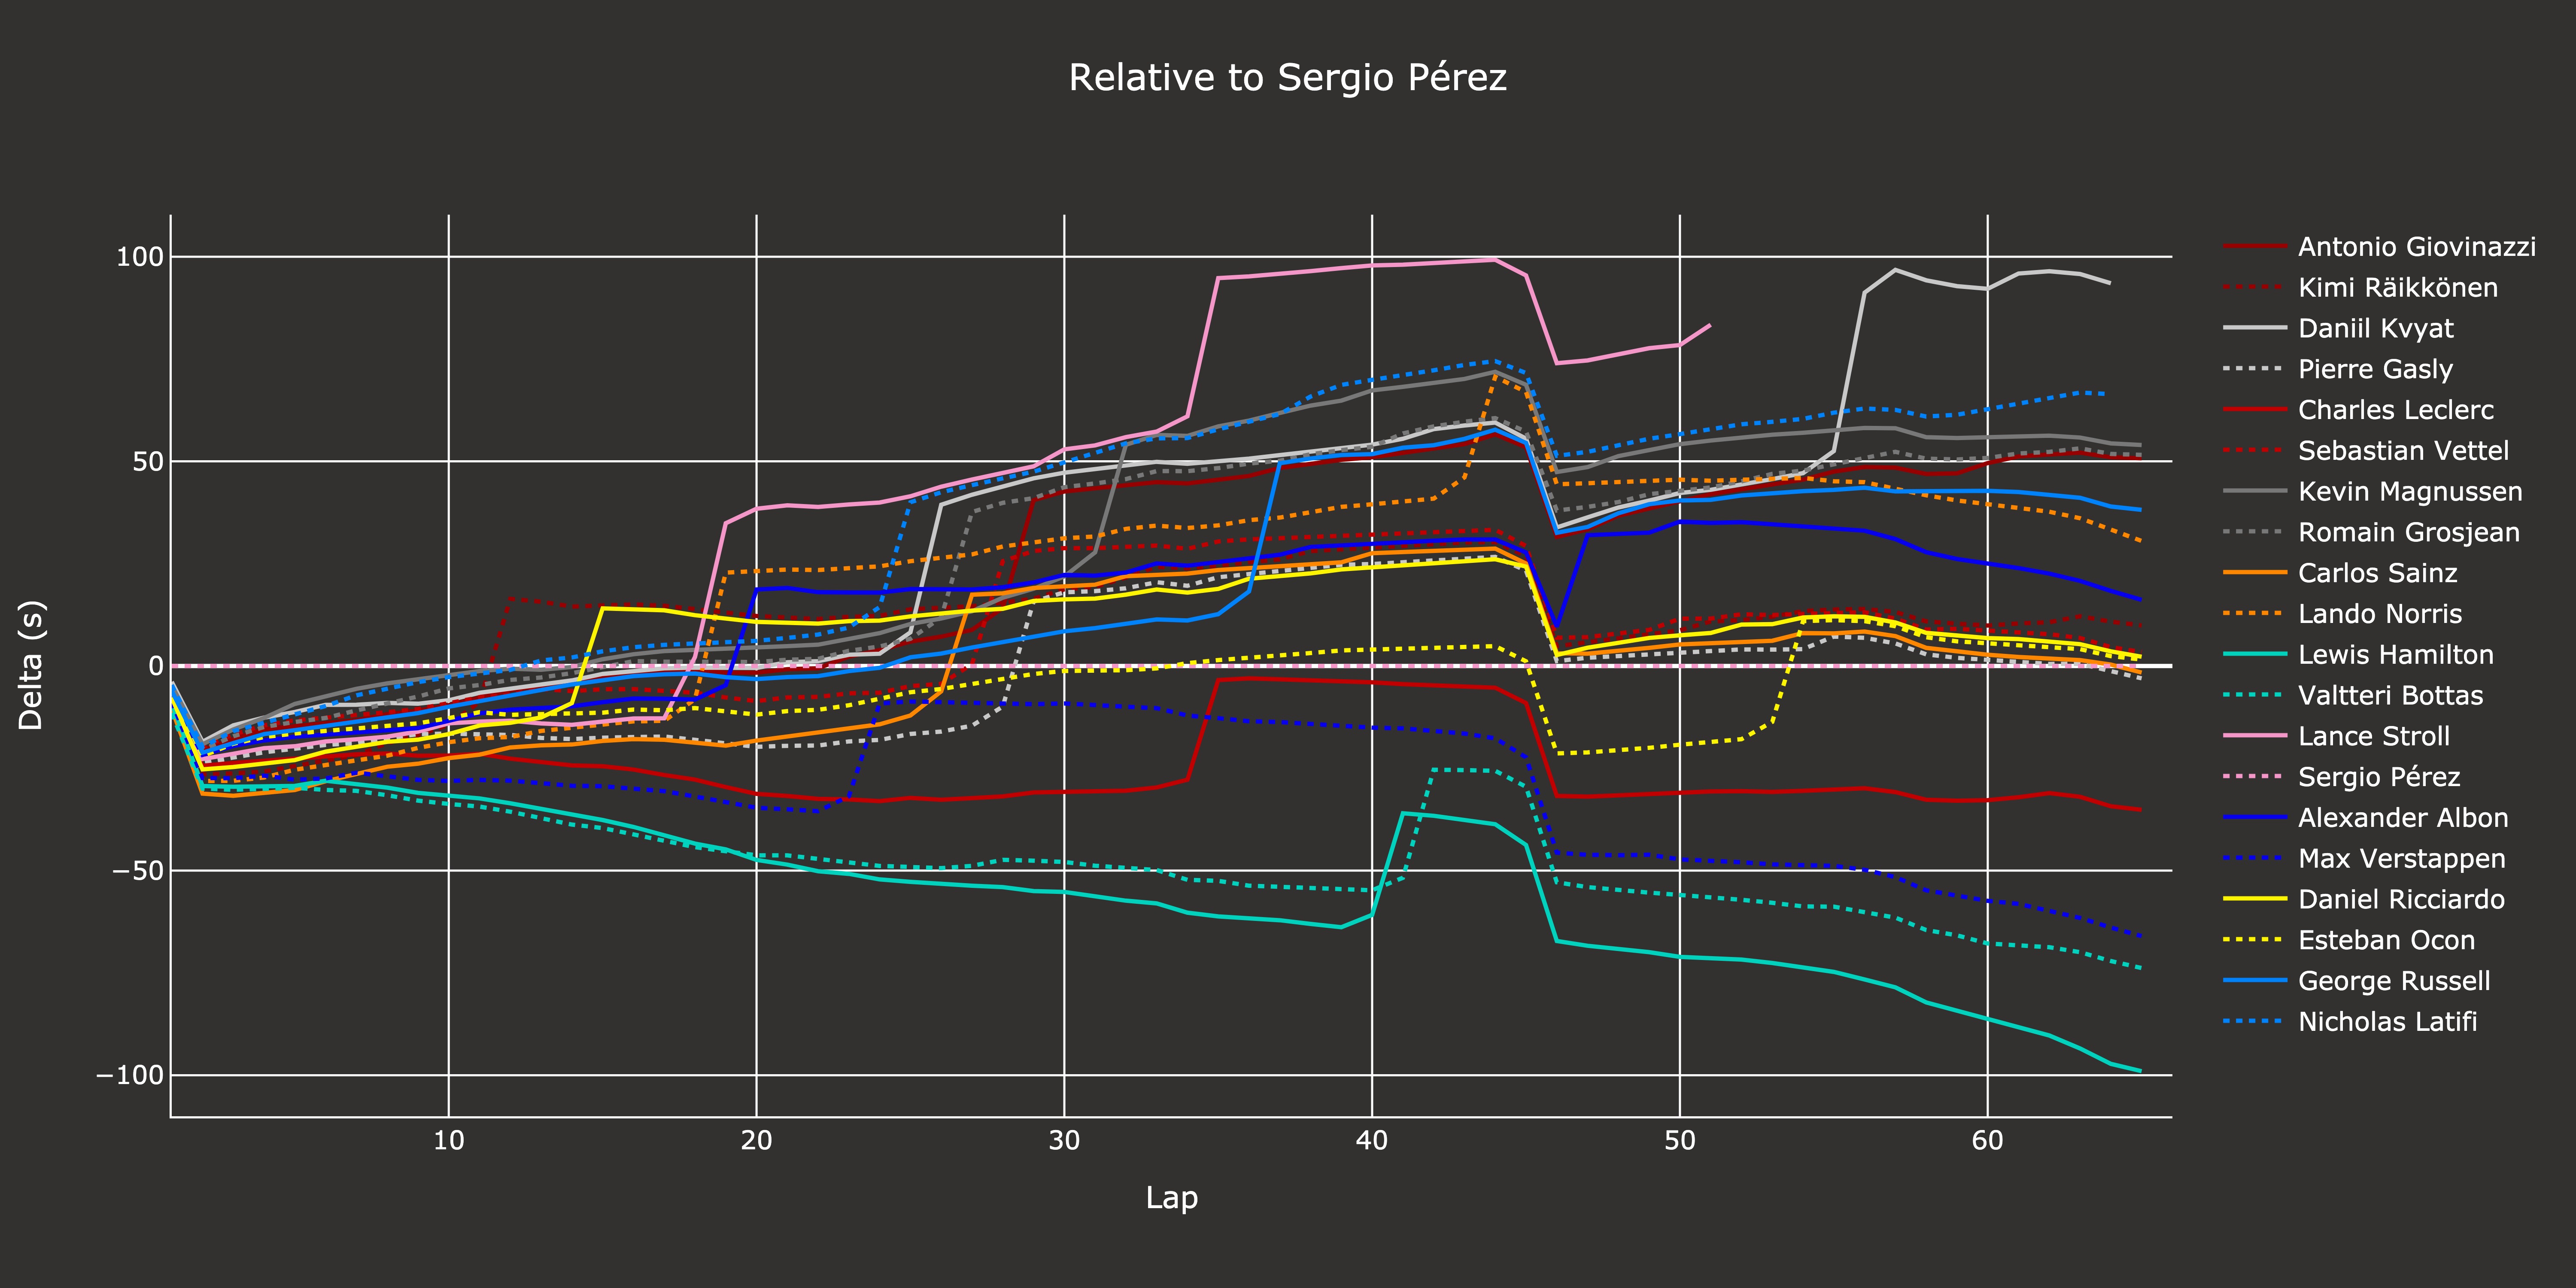 Relative to Sergio Pérez
100
50
0
−50
−100
Delta (s)
10 20 30 40 50 60
Lap
Antonio Giovinazzi
Kimi Räikkönen
Daniil Kvyat
Pierre Gasly
Charles Leclerc
Sebastian Vettel
Kevin Magnussen
Romain Grosjean
Carlos Sainz
Lando Norris
Lewis Hamilton
Valtteri Bottas
Lance Stroll
Sergio Pérez
Alexander Albon
Max Verstappen
Daniel Ricciardo
Esteban Ocon
George Russell
Nicholas Latifi